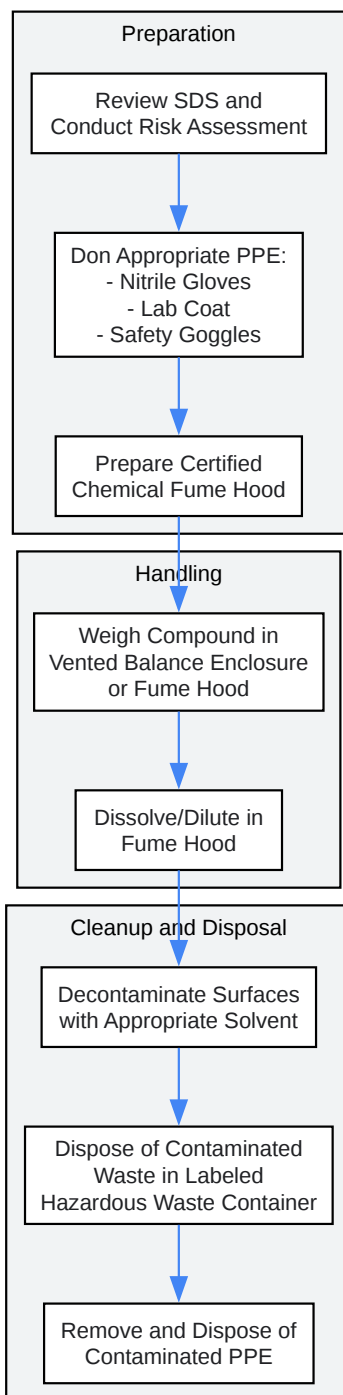 Preparation
Review SDS and
Conduct Risk Assessment
Don Appropriate PPE:
- Nitrile Gloves
- Lab Coat
- Safety Goggles
Prepare Certified
Chemical Fume Hood
Handling
Weigh Compound in
Vented Balance Enclosure
or Fume Hood
Dissolve/Dilute in
Fume Hood
Cleanup and Disposal
Decontaminate Surfaces
with Appropriate Solvent
Dispose of Contaminated
Waste in Labeled
Hazardous Waste Container
Remove and Dispose of
Contaminated PPE